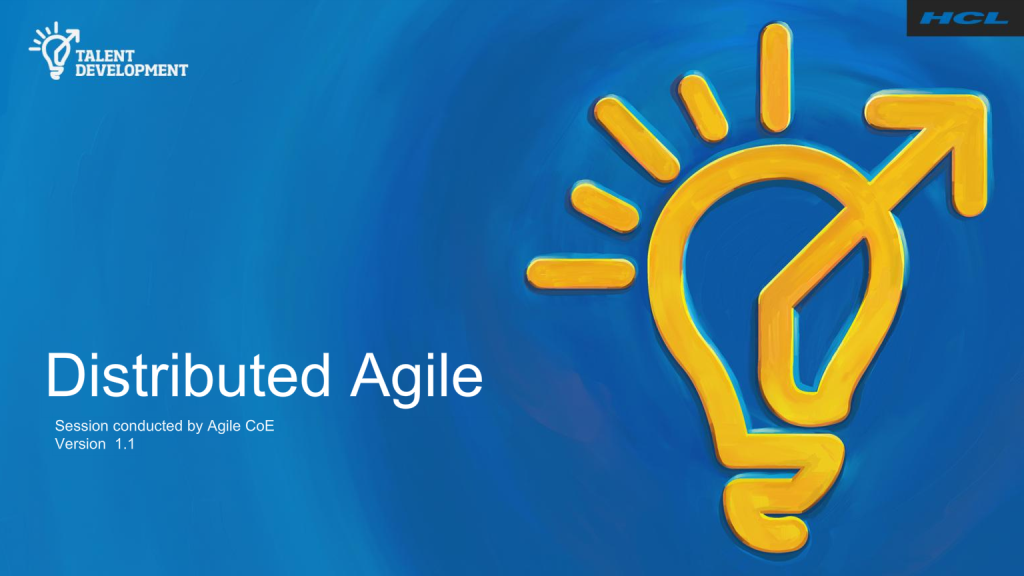 HCL
TALENT
DEVELOPMENT
Distributed Agile
Session conducted by Agile CoE
Version  1.1